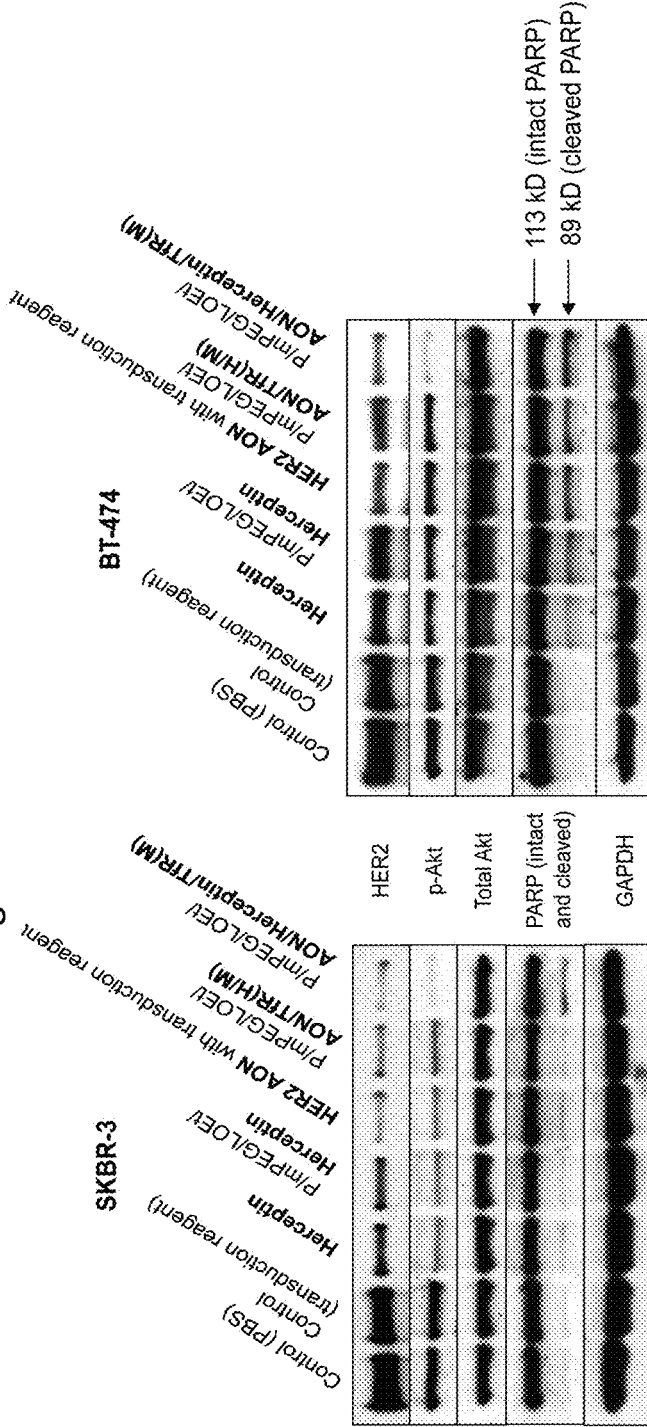 SKBR-3
Control (PBS)
Control
(transduction reagent)
Herceptin
P/mPEG/LOEt/
Herceptin
HER2 AON with transduction reagent
P/mPEG/LOEt/
AON/TfR(H/M)
P/mPEG/LOEt/
AON/Herceptin/TfR(M)
HER2
p-Akt
Total Akt
PARP (intact
and cleaved)
GAPDH
BT-474
Control (PBS)
Control
(transduction reagent)
Herceptin
P/mPEG/LOEt/
Herceptin
HER2 AON with transduction reagent
P/mPEG/LOEt/
AON/TfR(H/M)
P/mPEG/LOEt/
AON/Herceptin/TfR(M)
113 kD (intact PARP)
89 kD (cleaved PARP)